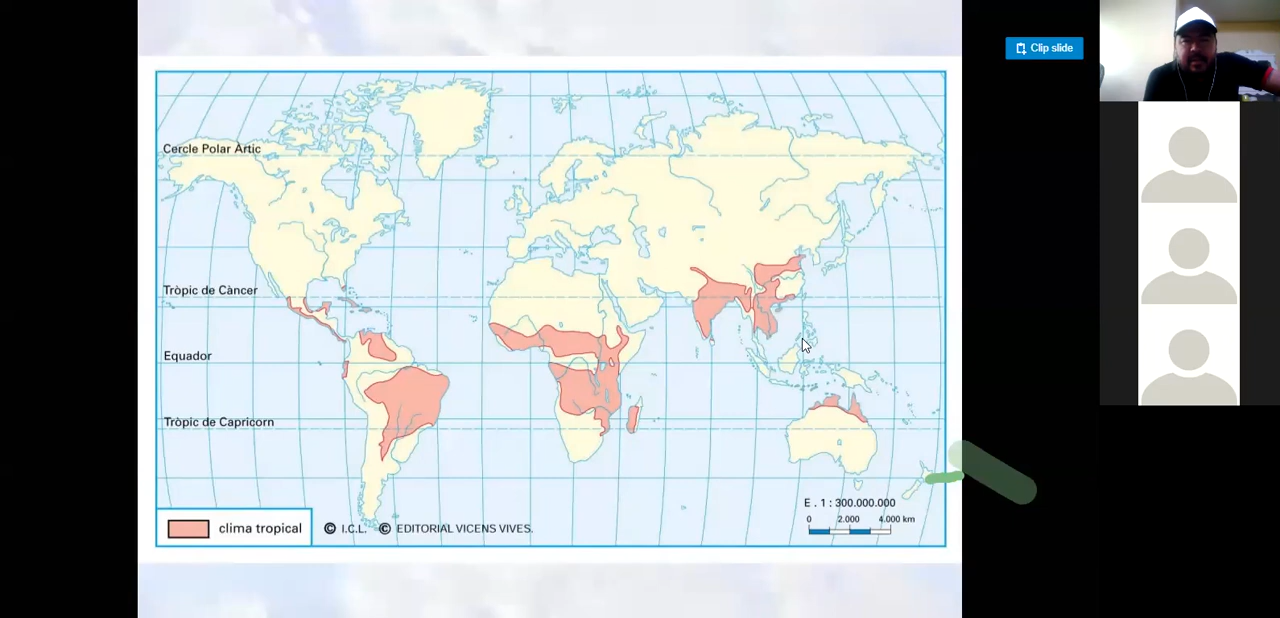 Clip slide
Cercle Polar Àrtic
Tròpic de Càncer
Equador
Tròpic de Capricorn
E . 1 : 300.000.000
0 2.000 4.000 km
clima tropical
© I.C.L. © EDITORIAL VICENS VIVES.